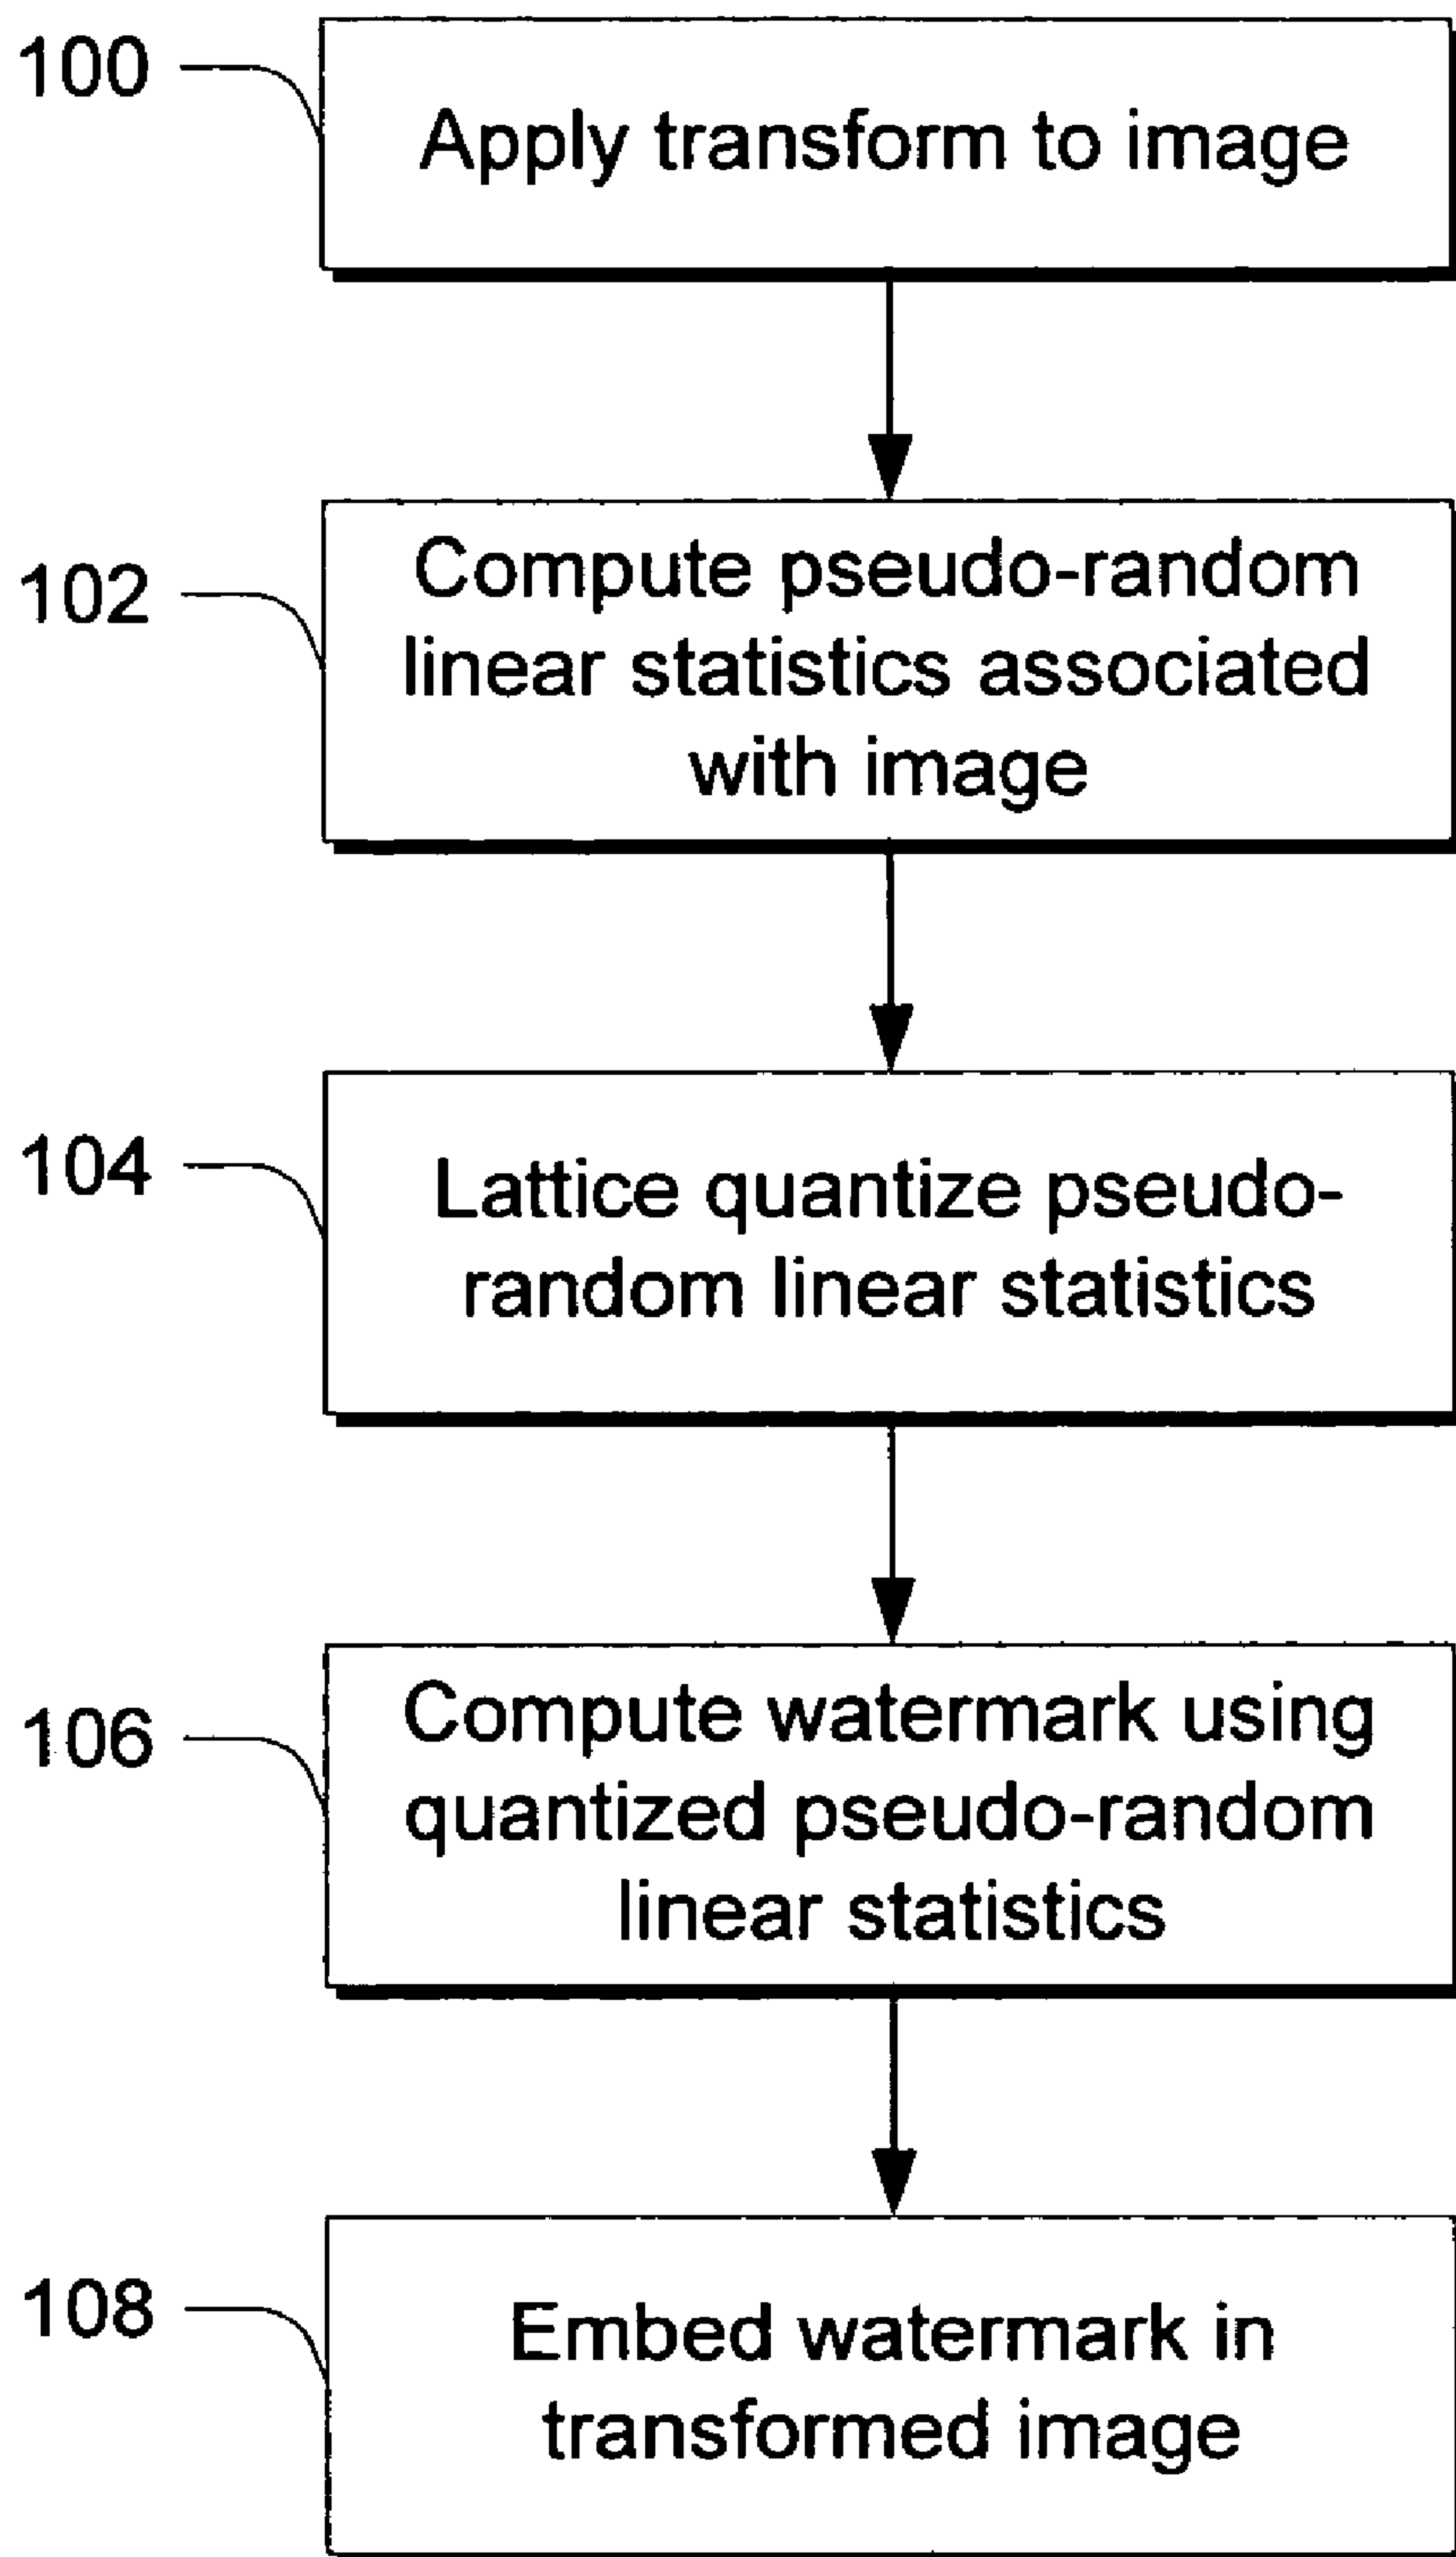 100
Apply transform to image
102
Compute pseudo-random
linear statistics associated
with image
104
Lattice quantize pseudo-
random linear statistics
106
Compute watermark using
quantized pseudo-random
linear statistics
108
Embed watermark in
transformed image